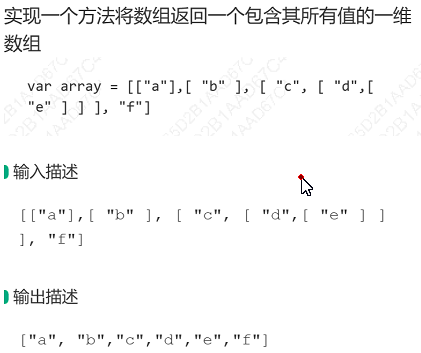 实现一个方法将数组返回一个包含其所有值的一维
数组
var array = [["a"],[ "b" ], [ "c", [ "d",[
"e" ] ] ], "f"]
输入描述
[["a"],[ "b" ], [ "c", [ "d",[ "e" ] ]
], "f"]
输出描述
["a", "b","c","d","e","f"]